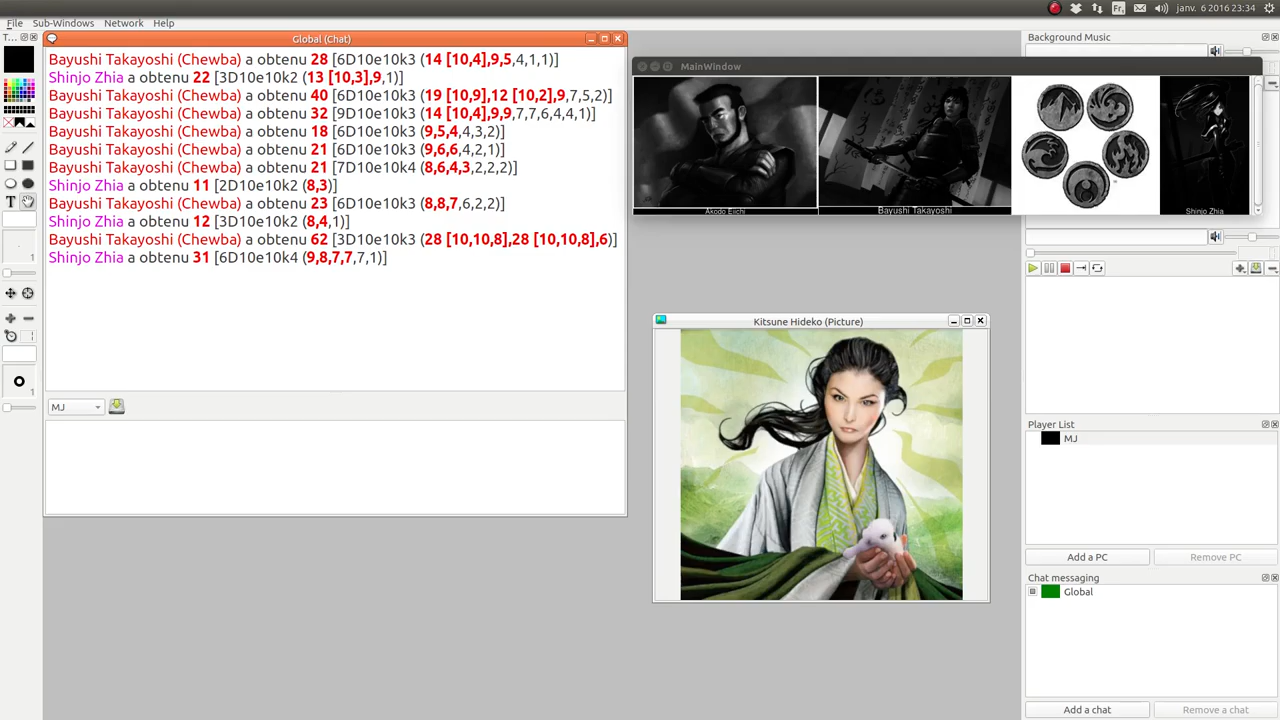 Fr,
janv. 6 2016 23:34
File Sub-Windows Network Help
T...
Global (Chat)
Background Music
Bayushi Takayoshi (Chewba) a obtenu 28 [6D10e10k3 (14 [10,4],9,5,4,1,1)]
Shinjo Zhia a obtenu 22 [3D10e10k2 (13 [10,3],9,1)]
Bayushi Takayoshi (Chewba) a obtenu 40 [6D10e10k3 (19 [10,9],12 [10,2],9,7,5,2)]
Bayushi Takayoshi (Chewba) a obtenu 32 [9D10e10k3 (14 [10,4],9,9,7,7,6,4,4,1)]
Bayushi Takayoshi (Chewba) a obtenu 18 [6D10e10k3 (9,5,4,4,3,2)]
Bayushi Takayoshi (Chewba) a obtenu 21 [6D10e10k3 (9,6,6,4,2,1)]
Bayushi Takayoshi (Chewba) a obtenu 21 [7D10e10k4 (8,6,4,3,2,2,2)]
Shinjo Zhia a obtenu 11 [2D10e10k2 (8,3)]
Bayushi Takayoshi (Chewba) a obtenu 23 [6D10e10k3 (8,8,7,6,2,2)]
Shinjo Zhia a obtenu 12 [3D10e10k2 (8,4,1)]
Bayushi Takayoshi (Chewba) a obtenu 62 [3D10e10k3 (28 [10,10,8],28 [10,10,8],6)]
Shinjo Zhia a obtenu 31 [6D10e10k4 (9,8,7,7,7,1)]
MJ
MainWindow
Akodo Eiichi
Bayushi Takayoshi
Shinjo Zhia
Kitsune Hideko (Picture)
T
1
1
Player List
MJ
Add a PC
Remove PC
Chat messaging
Global
Add a chat
Remove a chat